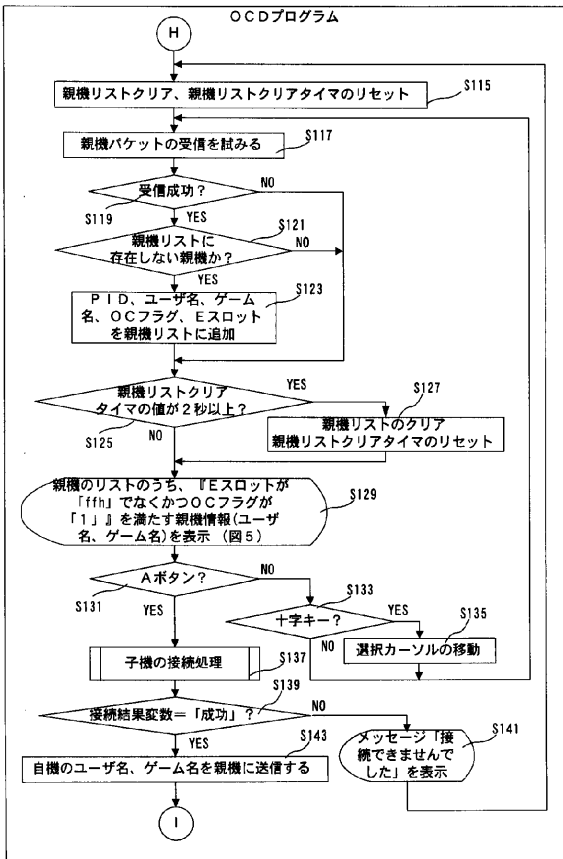 OCDプログラム
H
親機リストクリア、親機リストクリアタイマのリセット
S115
親機パケットの受信を試みる
S117
受信成功？
NO
S119
YES
S121
親機リストに
存在しない親機か？
NO
YES
S123
PID、ユーザ名、ゲーム
名、OCフラグ、Eスロット
を親機リストに追加
親機リストクリア
タイマの値が2秒以上？
YES
S125
NO
S127
親機リストのクリア
親機リストクリアタイマのリセット
親機のリストのうち、『Eスロットが
「ffh」でなくかつOCフラグが
「1」』を満たす親機情報(ユーザ
名、ゲーム名)を表示 (図5)
S129
Aボタン？
NO
S131
YES
S133
十字キー？
YES
NO
S135
選択カーソルの移動
子機の接続処理
S137
S139
接続結果変数＝「成功」？
NO
YES
S143
メッセージ「接
続できませんで
した」を表示
S141
自機のユーザ名、ゲーム名を親機に送信する
I